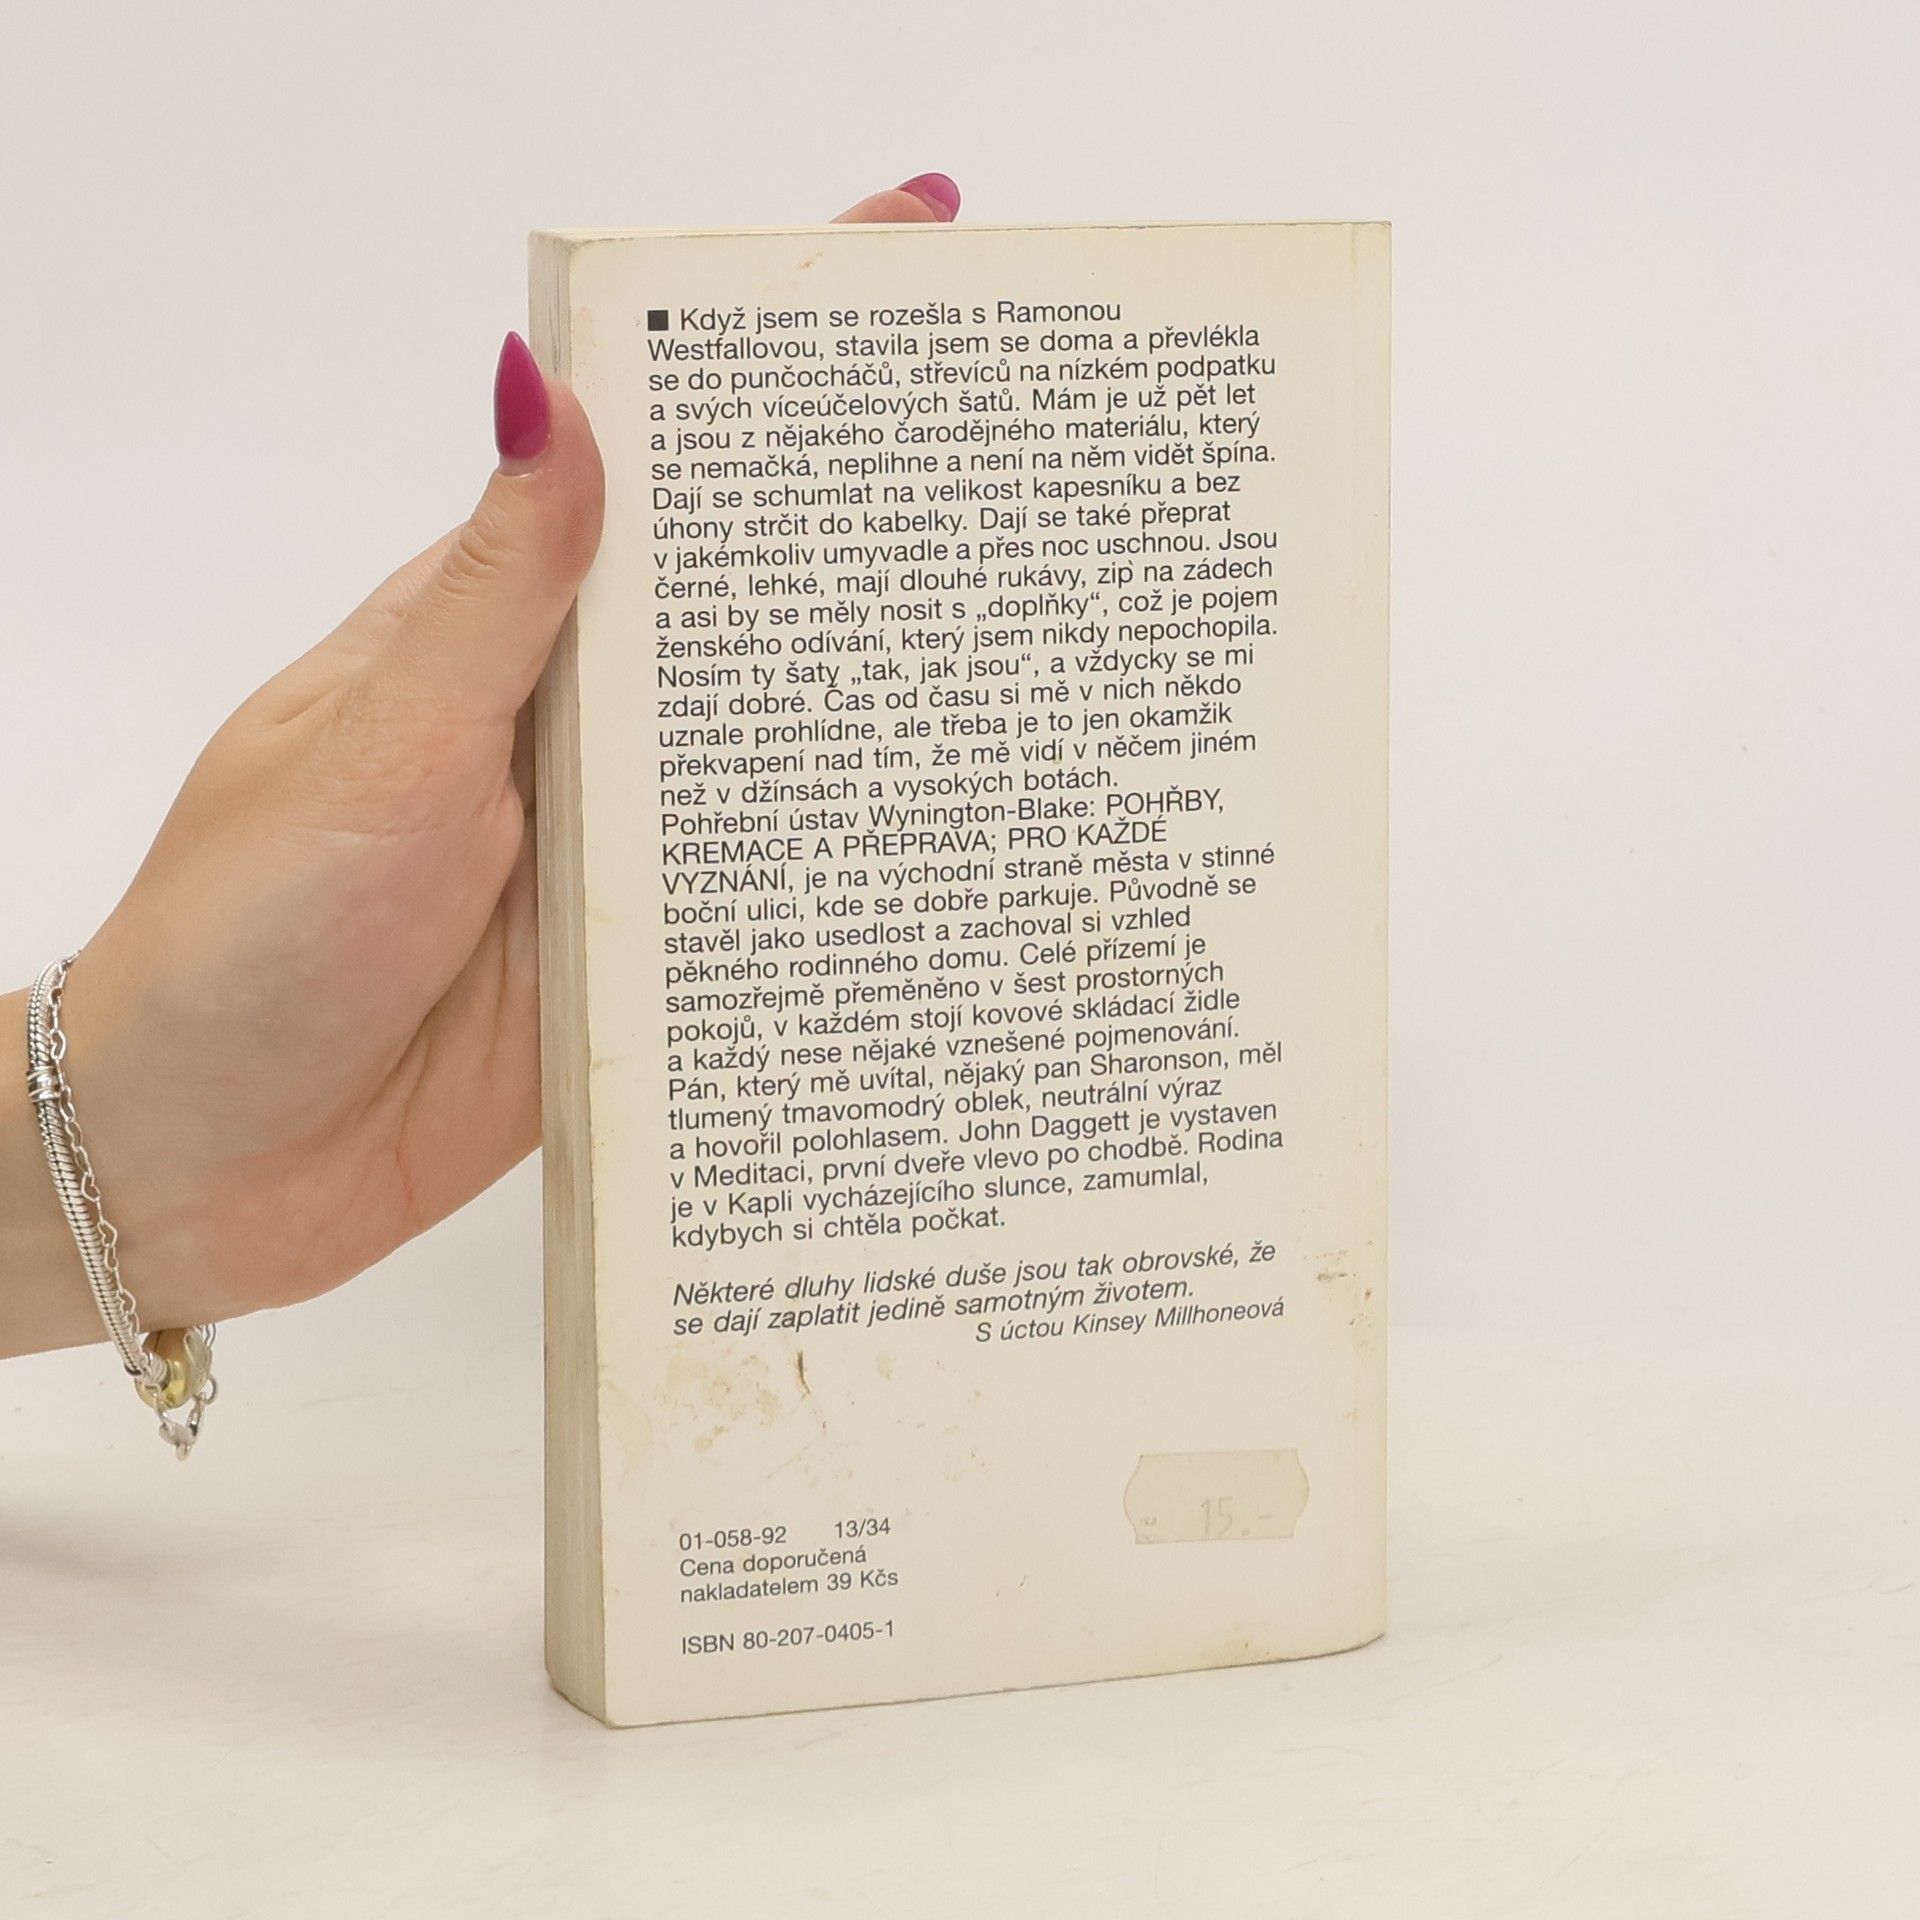 ■ Když jsem se rozešla s Ramonou
Westfallovou, stavila jsem se doma a převlékla
se do punčocháčů, střevíců na nízkém podpatku
a svých víceúčelových šatů. Mám je už pět let
a jsou z nějakého čarodějného materiálu, který
se nemačká, neplihne a není na něm vidět špína.
Dají se schumlat na velikost kapesníku a bez
úhony strčit do kabelky. Dají se také přeprat
v jakémkoliv umyvadle a přes noc uschnou. Jsou
černé, lehké, mají dlouhé rukávy, zip na zádech
a asi by se měly nosit s „doplňky“, což je pojem
ženského odívání, který jsem nikdy nepochopila.
Nosím ty šaty „tak, jak jsou“, a vždycky se mi
zdají dobré. Čas od času si mě v nich někdo
uznale prohlídne, ale třeba je to jen okamžik
překvapení nad tím, že mě vidí v něčem jiném
než v džínsách a vysokých botách.
Pohřební ústav Wynington-Blake: POHŘBY,
KREMACE A PŘEPRAVA; PRO KAŽDÉ
VYZNÁNÍ, je na východní straně města v stinné
boční ulici, kde se dobře parkuje. Původně se
stavěl jako usedlost a zachoval si vzhled
pěkného rodinného domu. Celé přízemí je
samozřejmě přeměněno v šest prostorných
pokojů, v každém stojí kovové skládací židle
a každý nese nějaké vznešené pojmenování.
Pán, který mě uvítal, nějaký pan Sharonson, měl
tlumený tmavomodrý oblek, neutrální výraz
a hovořil polohlasem. John Daggett je vystaven
v Meditaci, první dveře vlevo po chodbě. Rodina
je v Kapli vycházejícího slunce, zamumlal,
kdybych si chtěla počkat.
Některé dluhy lidské duše jsou tak obrovské, že
se dají zaplatit jedině samotným životem.
S úctou Kinsey Millhoneová
15.-
01-058-92 13/34
Cena doporučená
nakladatelem 39 Kčs
ISBN 80-207-0405-1